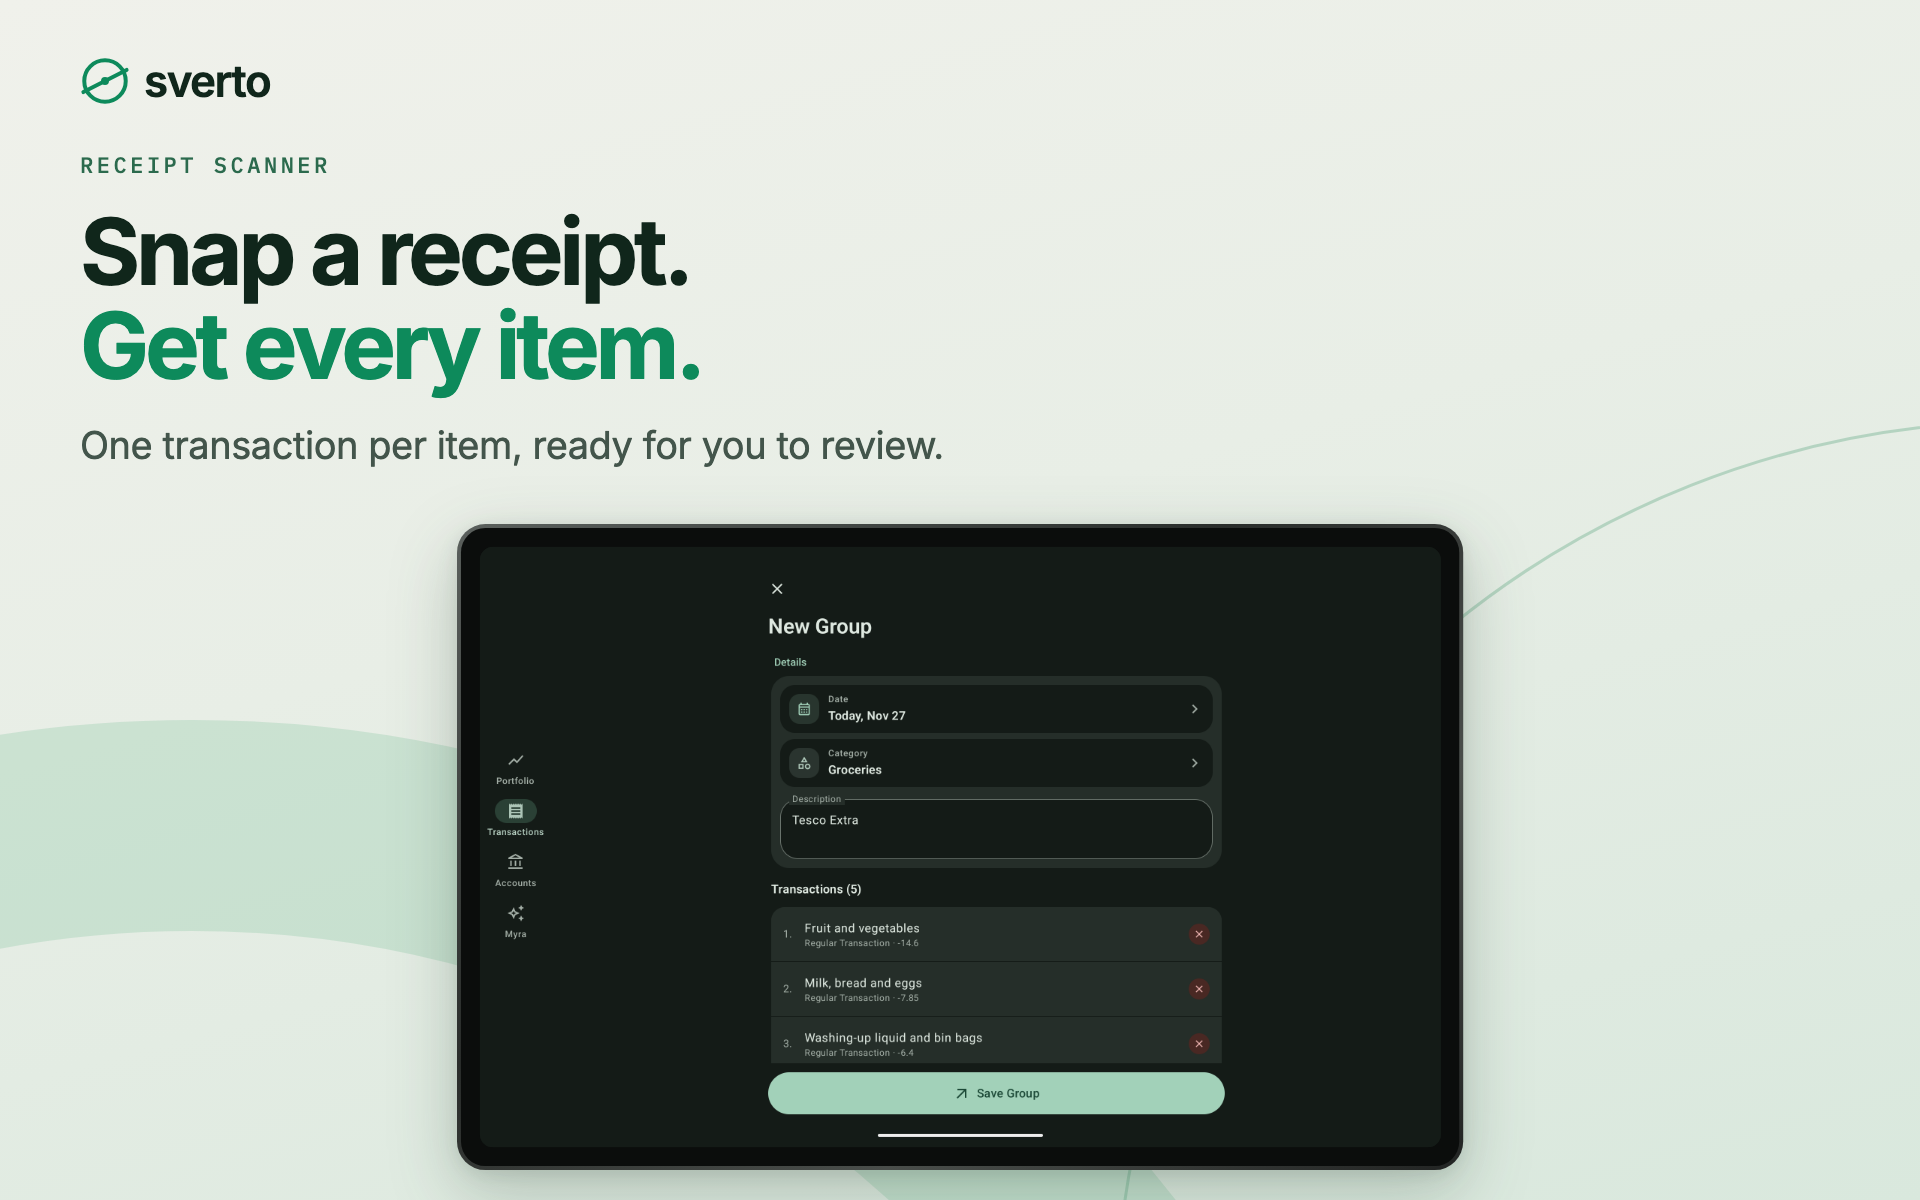 sverto
RECEIPT SCANNER
Snap a receipt.
Get every item.
One transaction per item, ready for you to review.
New Group
Details
Date
Today, Nov 27
Category
Groceries
Description
Tesco Extra
Portfolio
Transactions
Accounts
Myra
Transactions (5)
1. Fruit and vegetables
Regular Transaction · -14.6
2. Milk, bread and eggs
Regular Transaction · -7.85
3. Washing-up liquid and bin bags
Regular Transaction · -6.4
Save Group